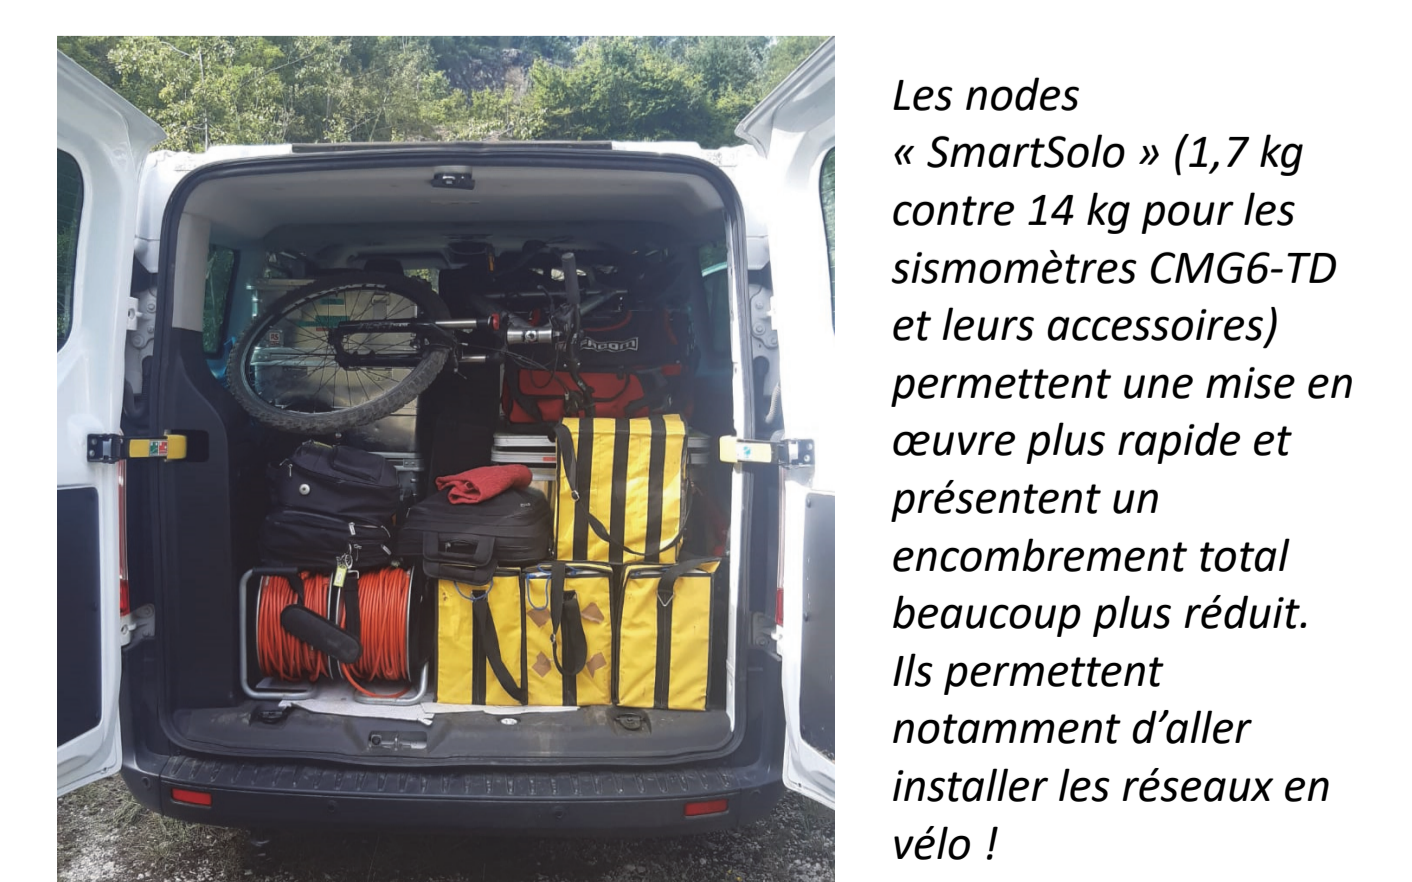 Les nodes
« SmartSolo » (1,7 kg
contre 14 kg pour les
sismomètres CMG6-TD
et leurs accessoires)
permettent une mise en
œuvre plus rapide et
présentent un
encombrement total
beaucoup plus réduit.
Ils permettent
notamment d’aller
installer les réseaux en
vélo !